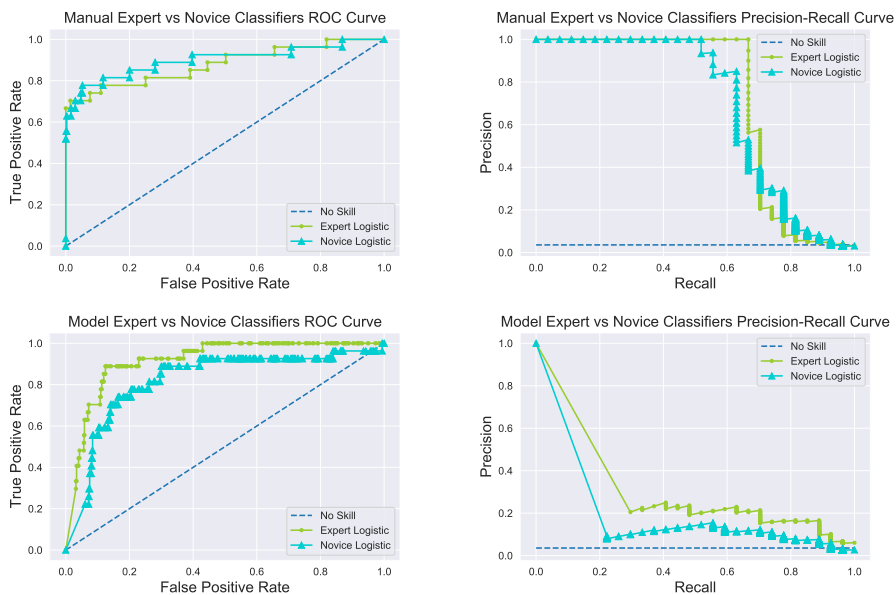 Manual Expert vs Novice Classifiers ROC Curve
True Positive Rate
1.0
0.8
0.6
0.4
0.2
0.0
No Skill
Expert Logistic
Novice Logistic
0.0 0.2 0.4 0.6 0.8 1.0
False Positive Rate
Manual Expert vs Novice Classifiers Precision-Recall Curve
Precision
1.0
0.8
0.6
0.4
0.2
0.0
No Skill
Expert Logistic
Novice Logistic
0.0 0.2 0.4 0.6 0.8 1.0
Recall
Model Expert vs Novice Classifiers ROC Curve
True Positive Rate
1.0
0.8
0.6
0.4
0.2
0.0
No Skill
Expert Logistic
Novice Logistic
0.0 0.2 0.4 0.6 0.8 1.0
False Positive Rate
Model Expert vs Novice Classifiers Precision-Recall Curve
Precision
1.0
0.8
0.6
0.4
0.2
0.0
No Skill
Expert Logistic
Novice Logistic
0.0 0.2 0.4 0.6 0.8 1.0
Recall